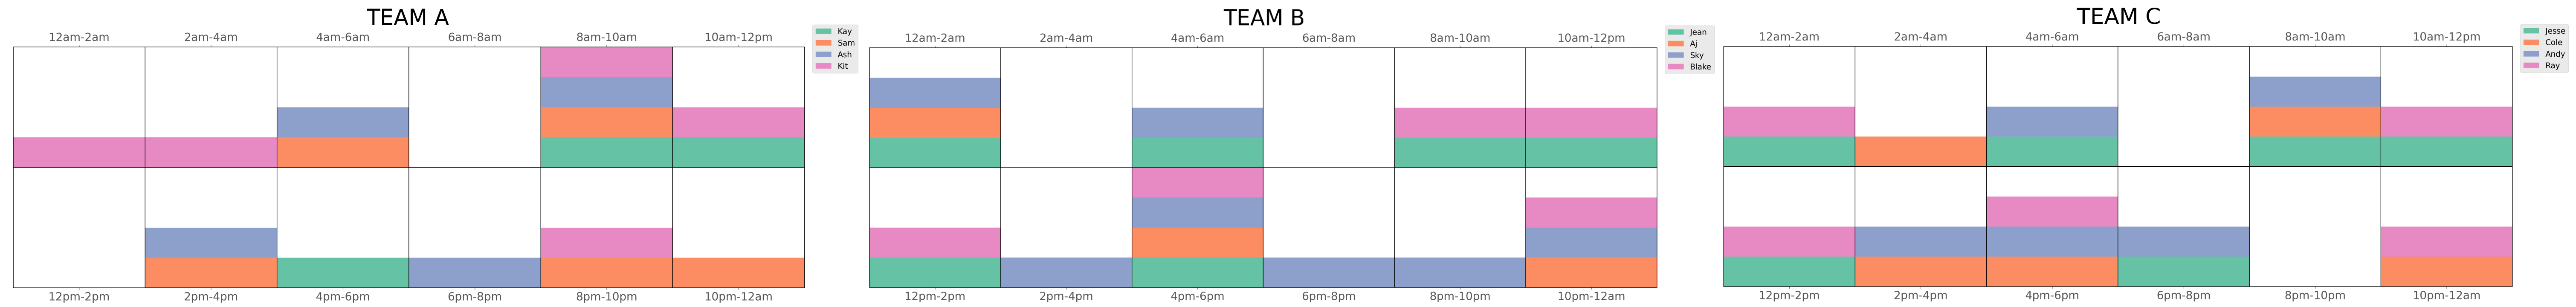 TEAM A
12am-2am 2am-4am 4am-6am 6am-8am 8am-10am 10am-12pm
Kay
Sam
Ash
Kit
12pm-2pm 2pm-4pm 4pm-6pm 6pm-8pm 8pm-10pm 10pm-12am
TEAM B
12am-2am 2am-4am 4am-6am 6am-8am 8am-10am 10am-12pm
Jean
Aj
Sky
Blake
12pm-2pm 2pm-4pm 4pm-6pm 6pm-8pm 8pm-10pm 10pm-12am
TEAM C
12am-2am 2am-4am 4am-6am 6am-8am 8am-10am 10am-12pm
Jesse
Cole
Andy
Ray
12pm-2pm 2pm-4pm 4pm-6pm 6pm-8pm 8pm-10pm 10pm-12am